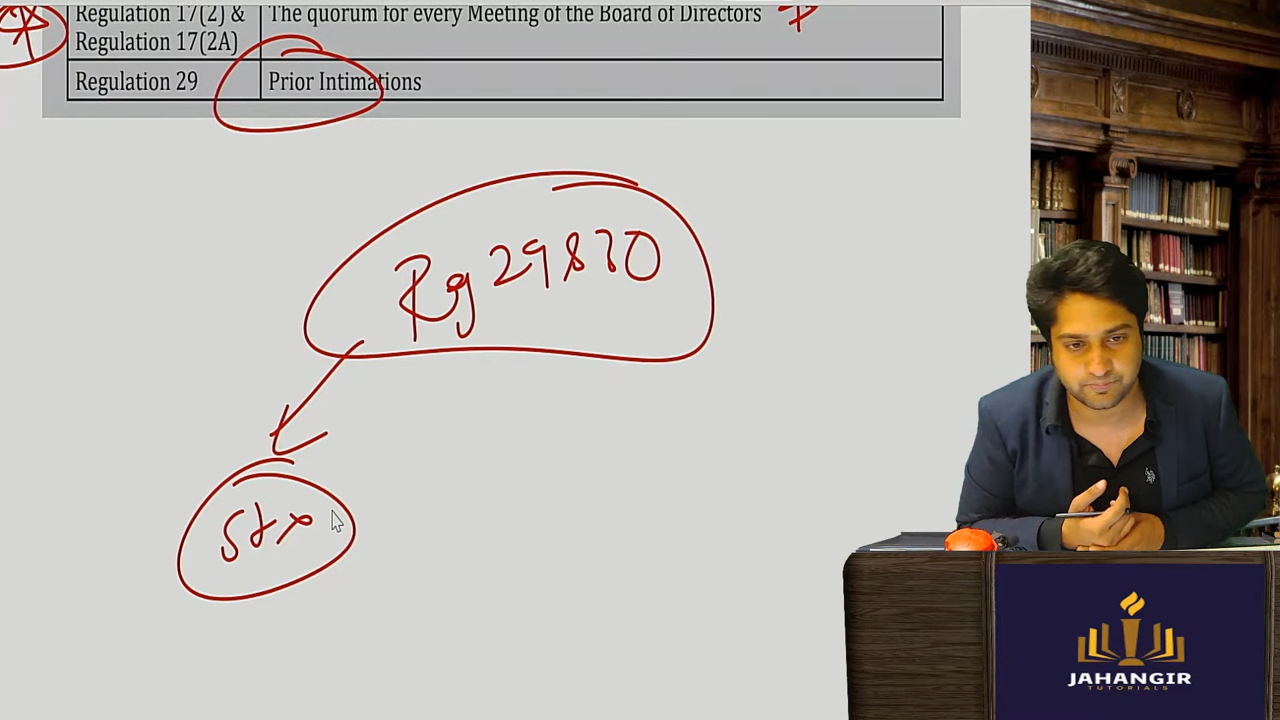 Regulation 17(2) & The quorum for every Meeting of the Board of Directors
Regulation 17(2A)
Regulation 29 Prior Intimations
Rg 29 & 30
Stx
JAHANGIR
TUTORIALS